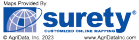 Maps Provided By
surety®
CUSTOMIZED ONLINE MAPPING
© AgriData, Inc. 2023 www.AgriDataInc.com